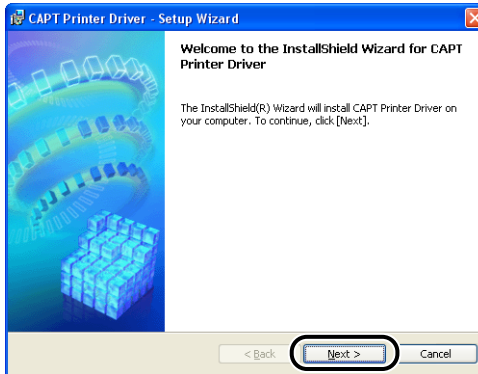 CAPT Printer Driver - Setup Wizard
Welcome to the InstallShield Wizard for CAPT
Printer Driver
The InstallShield(R) Wizard will install CAPT Printer Driver on
your computer. To continue, click [Next].
< Back Next > Cancel